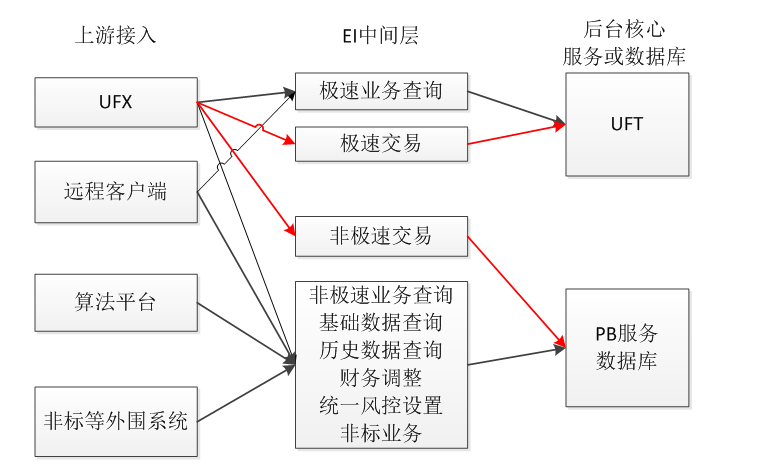 上游接入
EI中间层
后台核心
服务或数据库
UFX
极速业务查询
UFT
极速交易
远程客户端
非极速交易
算法平台
非极速业务查询
基础数据查询
历史数据查询
财务调整
统一风控设置
非标业务
PB服务
数据库
非标等外围系统